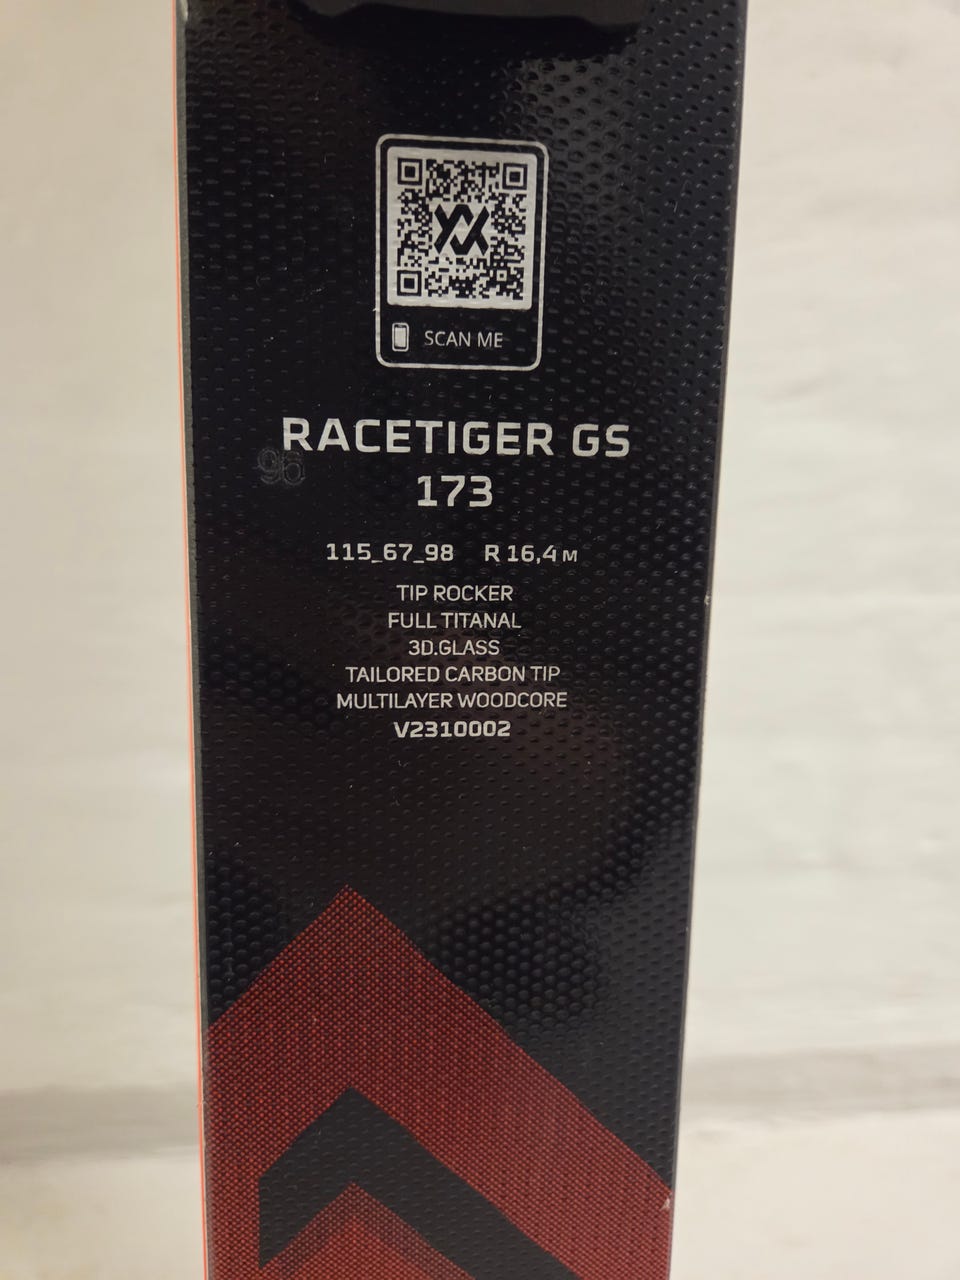 SCAN ME
RACETIGER GS
96
173
115_67_98 R 16,4 M
TIP ROCKER
FULL TITANAL
3D.GLASS
TAILORED CARBON TIP
MULTILAYER WOODCORE
V2310002